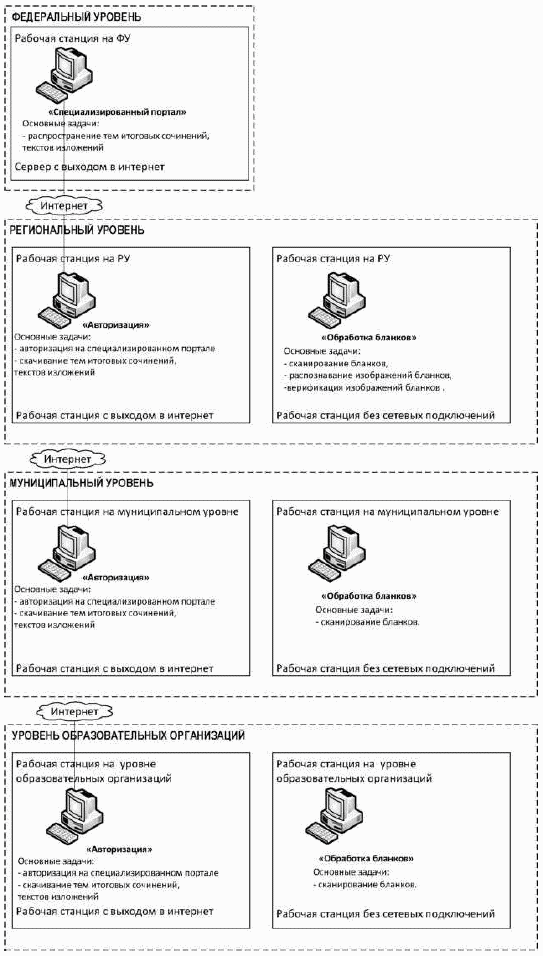 ФЕДЕРАЛЬНЫЙ УРОВЕНЬ
Рабочая станция на ФУ
«Специализированный портал»
Основные задачи:
- распространение тем итоговых сочинений,
текстов изложений
Сервер с выходом в интернет
Интернет
РЕГИОНАЛЬНЫЙ УРОВЕНЬ
Рабочая станция на РУ
«Авторизация»
Основные задачи:
- авторизация на специализированном портале
- скачивание тем итоговых сочинений,
текстов изложений
Рабочая станция с выходом в интернет
Рабочая станция на РУ
«Обработка бланков»
Основные задачи:
- сканирование бланков,
- распознавание изображений бланков,
-верификация изображений бланков .
Рабочая станция без сетевых подключений
Интернет
МУНИЦИПАЛЬНЫЙ УРОВЕНЬ
Рабочая станция на муниципальном уровне
«Авторизация»
Основные задачи:
- авторизация на специализированном портале
- скачивание тем итоговых сочинений,
текстов изложений
Рабочая станция с выходом в интернет
Рабочая станция на муниципальном уровне
«Обработка бланков»
Основные задачи:
- сканирование бланков.
Рабочая станция без сетевых подключений
Интернет
УРОВЕНЬ ОБРАЗОВАТЕЛЬНЫХ ОРГАНИЗАЦИЙ
Рабочая станция на уровне
образовательных организаций
«Авторизация»
Основные задачи:
- авторизация на специализированном портале
- скачивание тем итоговых сочинений,
текстов изложений
Рабочая станция с выходом в интернет
Рабочая станция на уровне
образовательных организаций
«Обработка бланков»
Основные задачи:
- сканирование бланков.
Рабочая станция без сетевых подключений